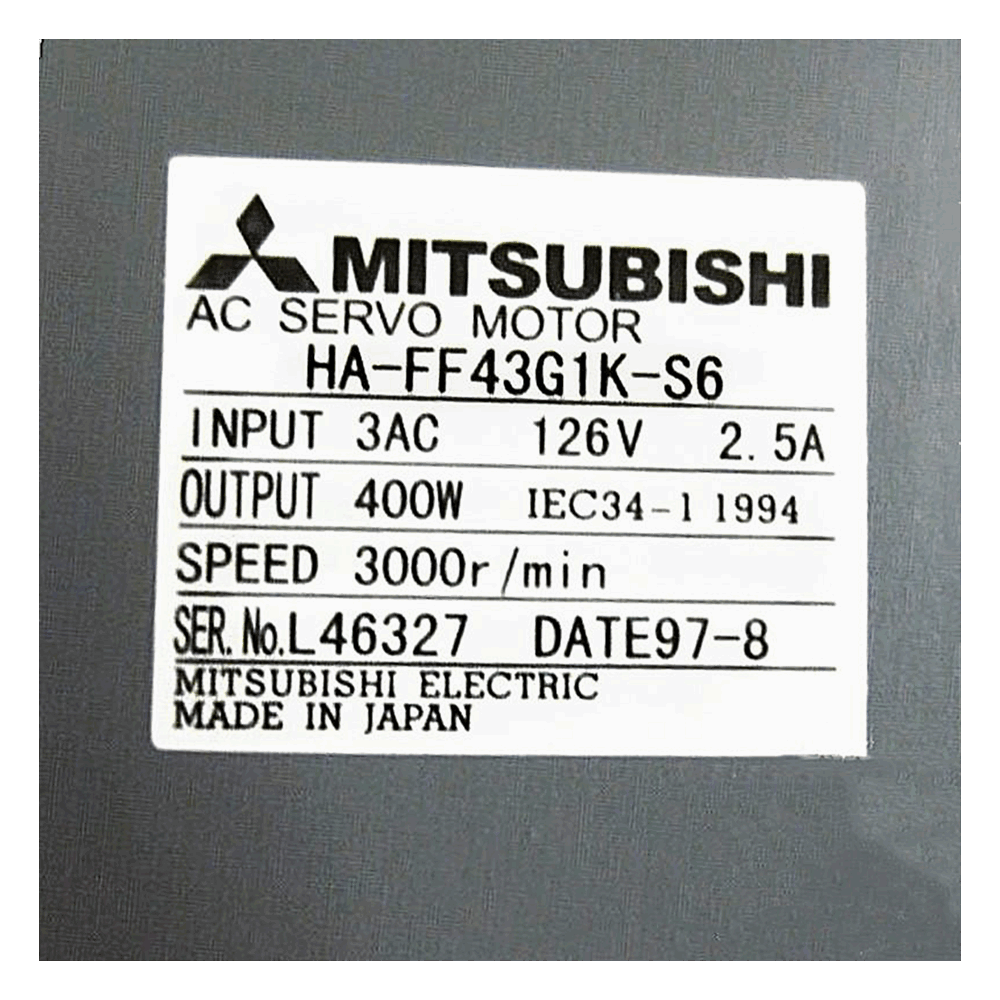 MITSUBISHI
AC SERVO MOTOR
HA-FF43G1K-S6
INPUT 3AC 126V 2.5A
OUTPUT 400W IEC34-1 1994
SPEED 3000r/min
SER.No.L46327 DATE97-8
MITSUBISHI ELECTRIC
MADE IN JAPAN